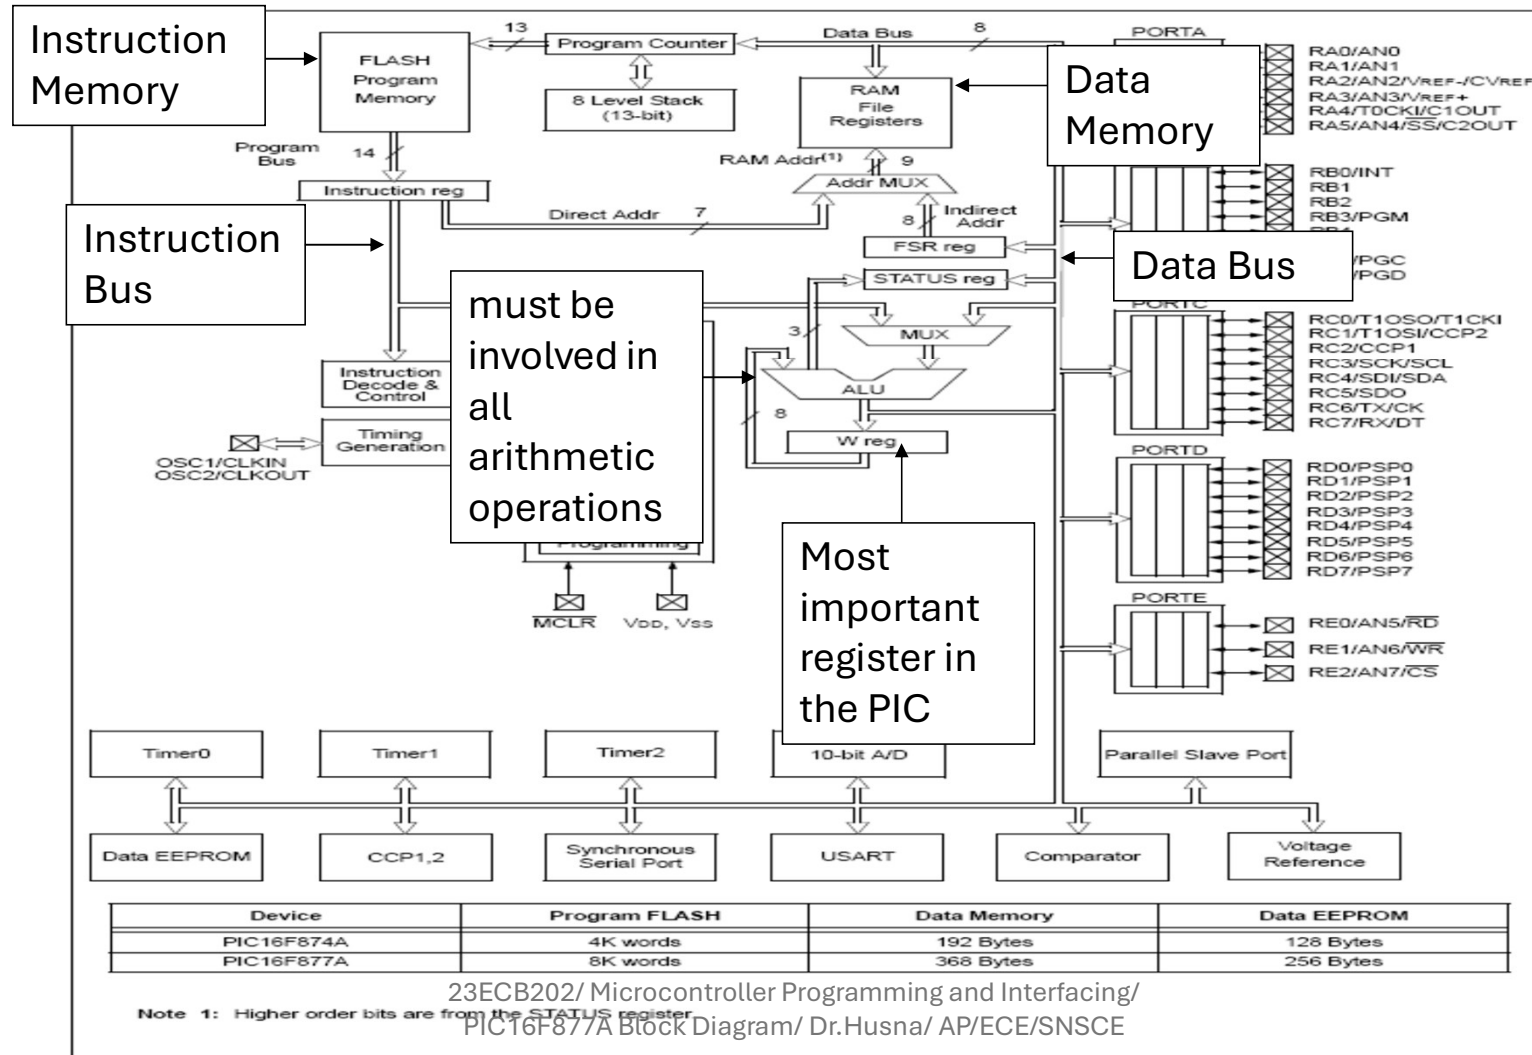 Instruction
Memory
FLASH
Program
Memory
13
Program Counter
8 Level Stack
(13-bit)
Data Bus
8
RAM
File
Registers
Data
Memory
PORTA
RA0/AN0
RA1/AN1
RA2/AN2/VREF-/CVREF
RA3/AN3/VREF+
RA4/T0CKI/C1OUT
RA5/AN4/SS/C2OUT
Program
Bus
14
RAM Addr(1)
9
Instruction reg
Addr MUX
Direct Addr
7
8
Indirect
Addr
FSR reg
STATUS reg
RB0/INT
RB1
RB2
RB3/PGM
/PGC
/PGD
Instruction
Bus
Data Bus
must be
involved in
all
arithmetic
operations
3
MUX
ALU
8
W reg
PORTC
RC0/T1OSO/T1CKI
RC1/T1OSI/CCP2
RC2/CCP1
RC3/SCK/SCL
RC4/SDI/SDA
RC5/SDO
RC6/TX/CK
RC7/RX/DT
Instruction
Decode &
Control
Timing
Generation
OSC1/CLKIN
OSC2/CLKOUT
Programming
MCLR
VDD, VSS
Most
important
register in
the PIC
PORTD
RD0/PSP0
RD1/PSP1
RD2/PSP2
RD3/PSP3
RD4/PSP4
RD5/PSP5
RD6/PSP6
RD7/PSP7
PORTE
RE0/AN5/RD
RE1/AN6/WR
RE2/AN7/CS
Timer0
Timer1
Timer2
10-bit A/D
Parallel Slave Port
Data EEPROM
CCP1,2
Synchronous
Serial Port
USART
Comparator
Voltage
Reference
Device Program FLASH Data Memory Data EEPROM
PIC16F874A 4K words 192 Bytes 128 Bytes
PIC16F877A 8K words 368 Bytes 256 Bytes
23ECB202/ Microcontroller Programming and Interfacing/
Note 1: Higher order bits are from the STATUS register.
PIC16F877A Block Diagram/ Dr.Husna/ AP/ECE/SNSCE